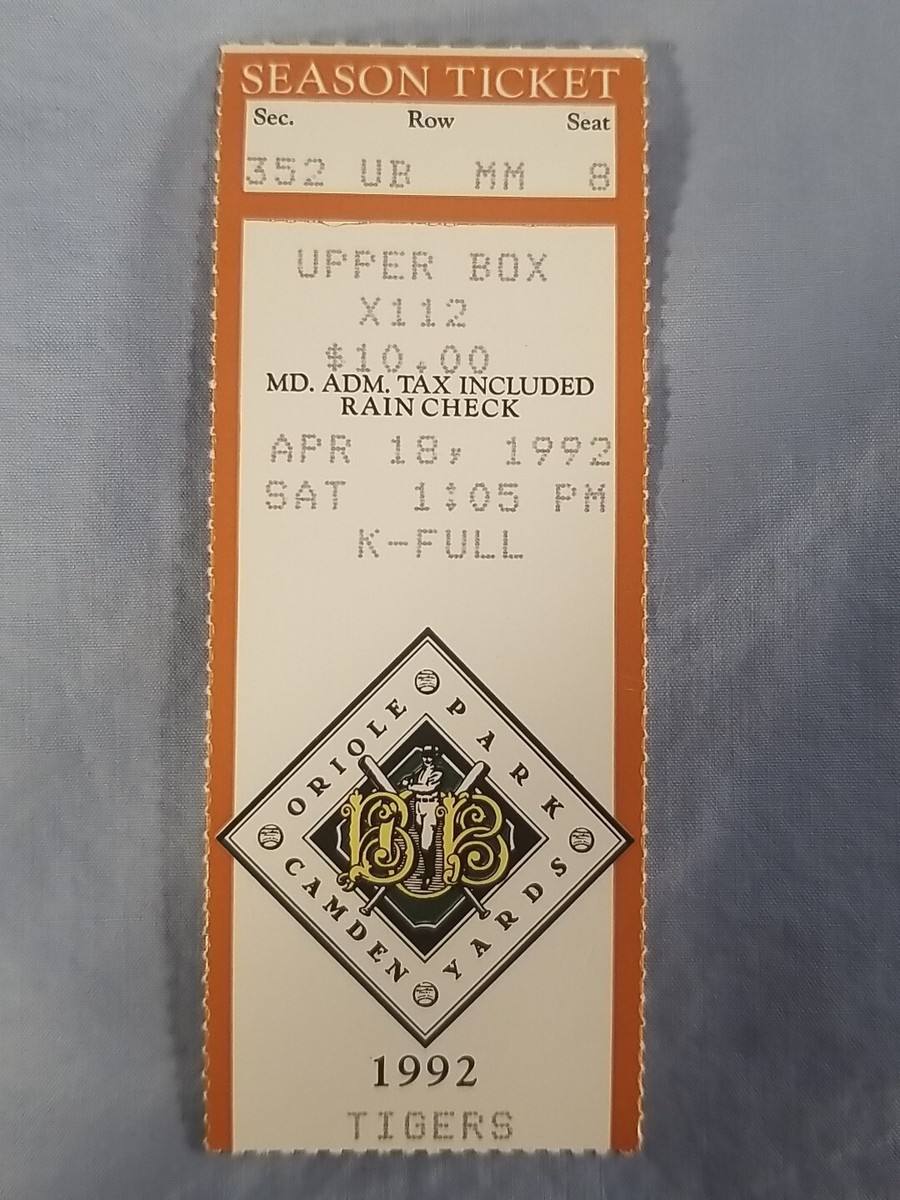 SEASON TICKET
Sec. Row Seat
352 UB MM 8
UPPER BOX
X112
$10.00
MD. ADM. TAX INCLUDED
RAIN CHECK
APR 18, 1992
SAT 1:05 PM
K-FULL
ORIOLE PARK
CAMDEN YARDS
BB
1992
TIGERS